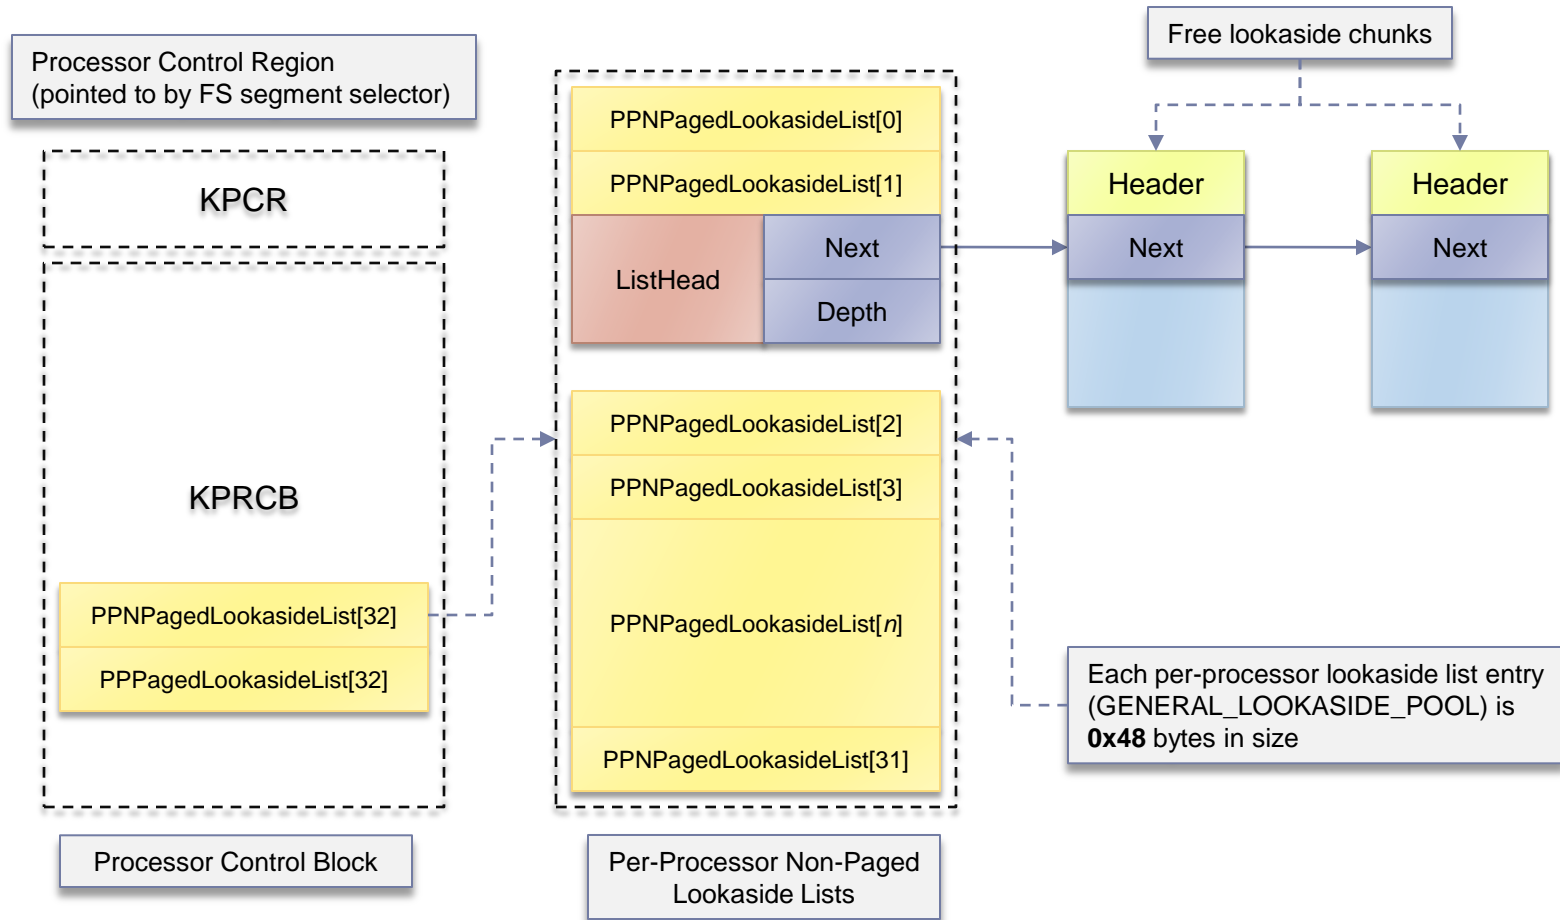 Processor Control Region
(pointed to by FS segment selector)
KPCR
KPRCB
PPNPagedLookasideList[32]
PPPagedLookasideList[32]
Processor Control Block
PPNPagedLookasideList[0]
PPNPagedLookasideList[1]
ListHead
Next
Depth
PPNPagedLookasideList[2]
PPNPagedLookasideList[3]
PPNPagedLookasideList[n]
PPNPagedLookasideList[31]
Per-Processor Non-Paged
Lookaside Lists
Free lookaside chunks
Header
Next
Header
Next
Each per-processor lookaside list entry
(GENERAL_LOOKASIDE_POOL) is
0x48 bytes in size